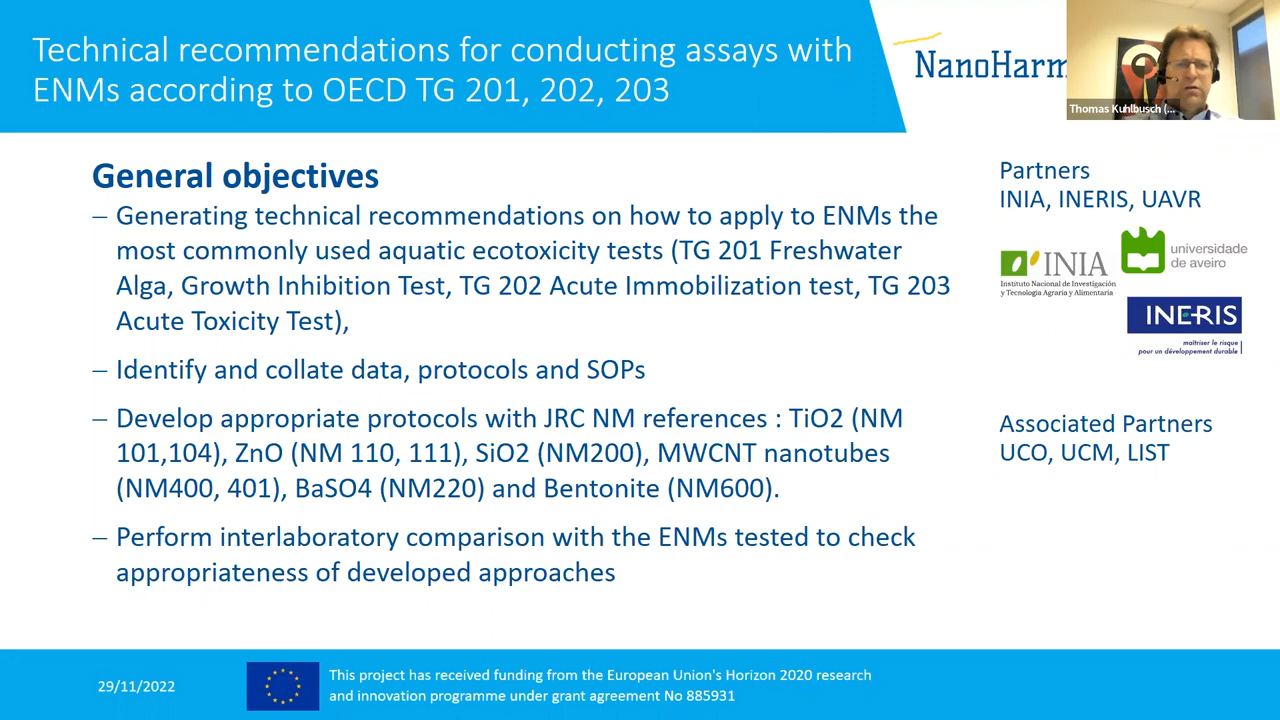 Technical recommendations for conducting assays with
ENMs according to OECD TG 201, 202, 203
NanoHarm
Thomas Kuhlbusch (...
General objectives
– Generating technical recommendations on how to apply to ENMs the
most commonly used aquatic ecotoxicity tests (TG 201 Freshwater
Alga, Growth Inhibition Test, TG 202 Acute Immobilization test, TG 203
Acute Toxicity Test),
– Identify and collate data, protocols and SOPs
– Develop appropriate protocols with JRC NM references : TiO2 (NM
101,104), ZnO (NM 110, 111), SiO2 (NM200), MWCNT nanotubes
(NM400, 401), BaSO4 (NM220) and Bentonite (NM600).
– Perform interlaboratory comparison with the ENMs tested to check
appropriateness of developed approaches
Partners
INIA, INERIS, UAVR
INIA
Instituto Nacional de Investigación
y Tecnología Agraria y Alimentaria
universidade
de aveiro
INERIS
maîtriser le risque
pour un développement durable
Associated Partners
UCO, UCM, LIST
29/11/2022
This project has received funding from the European Union's Horizon 2020 research
and innovation programme under grant agreement No 885931